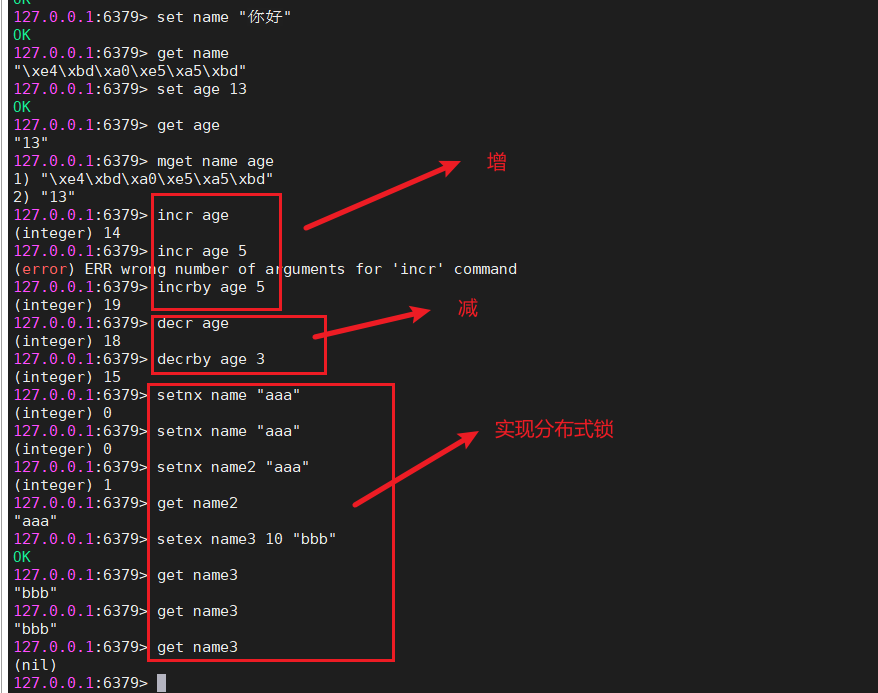 OK
127.0.0.1:6379> set name "你好"
OK
127.0.0.1:6379> get name
"\xe4\xbd\xa0\xe5\xa5\xbd"
127.0.0.1:6379> set age 13
OK
127.0.0.1:6379> get age
"13"
127.0.0.1:6379> mget name age
1) "\xe4\xbd\xa0\xe5\xa5\xbd"
2) "13"
增
127.0.0.1:6379> incr age
(integer) 14
127.0.0.1:6379> incr age 5
(error) ERR wrong number of arguments for 'incr' command
127.0.0.1:6379> incrby age 5
(integer) 19
减
127.0.0.1:6379> decr age
(integer) 18
127.0.0.1:6379> decrby age 3
(integer) 15
127.0.0.1:6379> setnx name "aaa"
(integer) 0
127.0.0.1:6379> setnx name "aaa"
实现分布式锁
(integer) 0
127.0.0.1:6379> setnx name2 "aaa"
(integer) 1
127.0.0.1:6379> get name2
"aaa"
127.0.0.1:6379> setex name3 10 "bbb"
OK
127.0.0.1:6379> get name3
"bbb"
127.0.0.1:6379> get name3
"bbb"
127.0.0.1:6379> get name3
(nil)
127.0.0.1:6379>